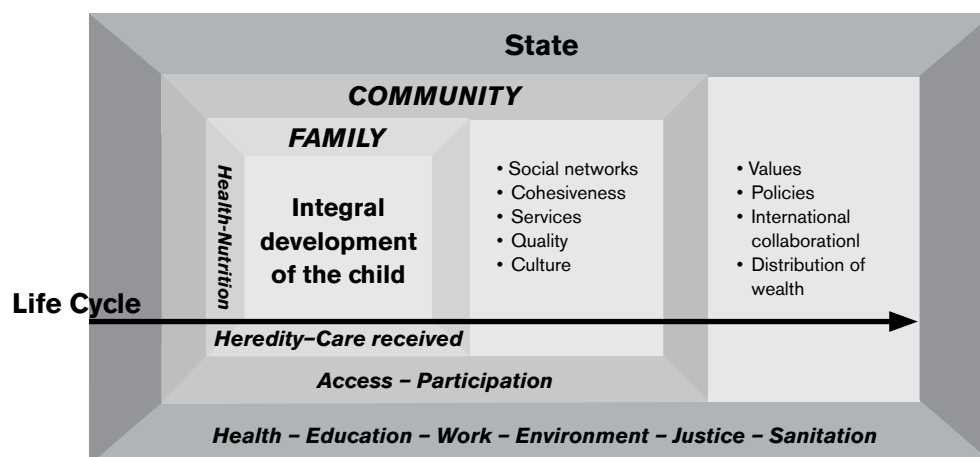 State
COMMUNITY
FAMILY
Health-Nutrition
Integral
development
of the child
• Social networks
• Cohesiveness
• Services
• Quality
• Culture
• Values
• Policies
• International
collaborationl
• Distribution of
wealth
Life Cycle
Heredity–Care received
Access – Participation
Health – Education – Work – Environment – Justice – Sanitation